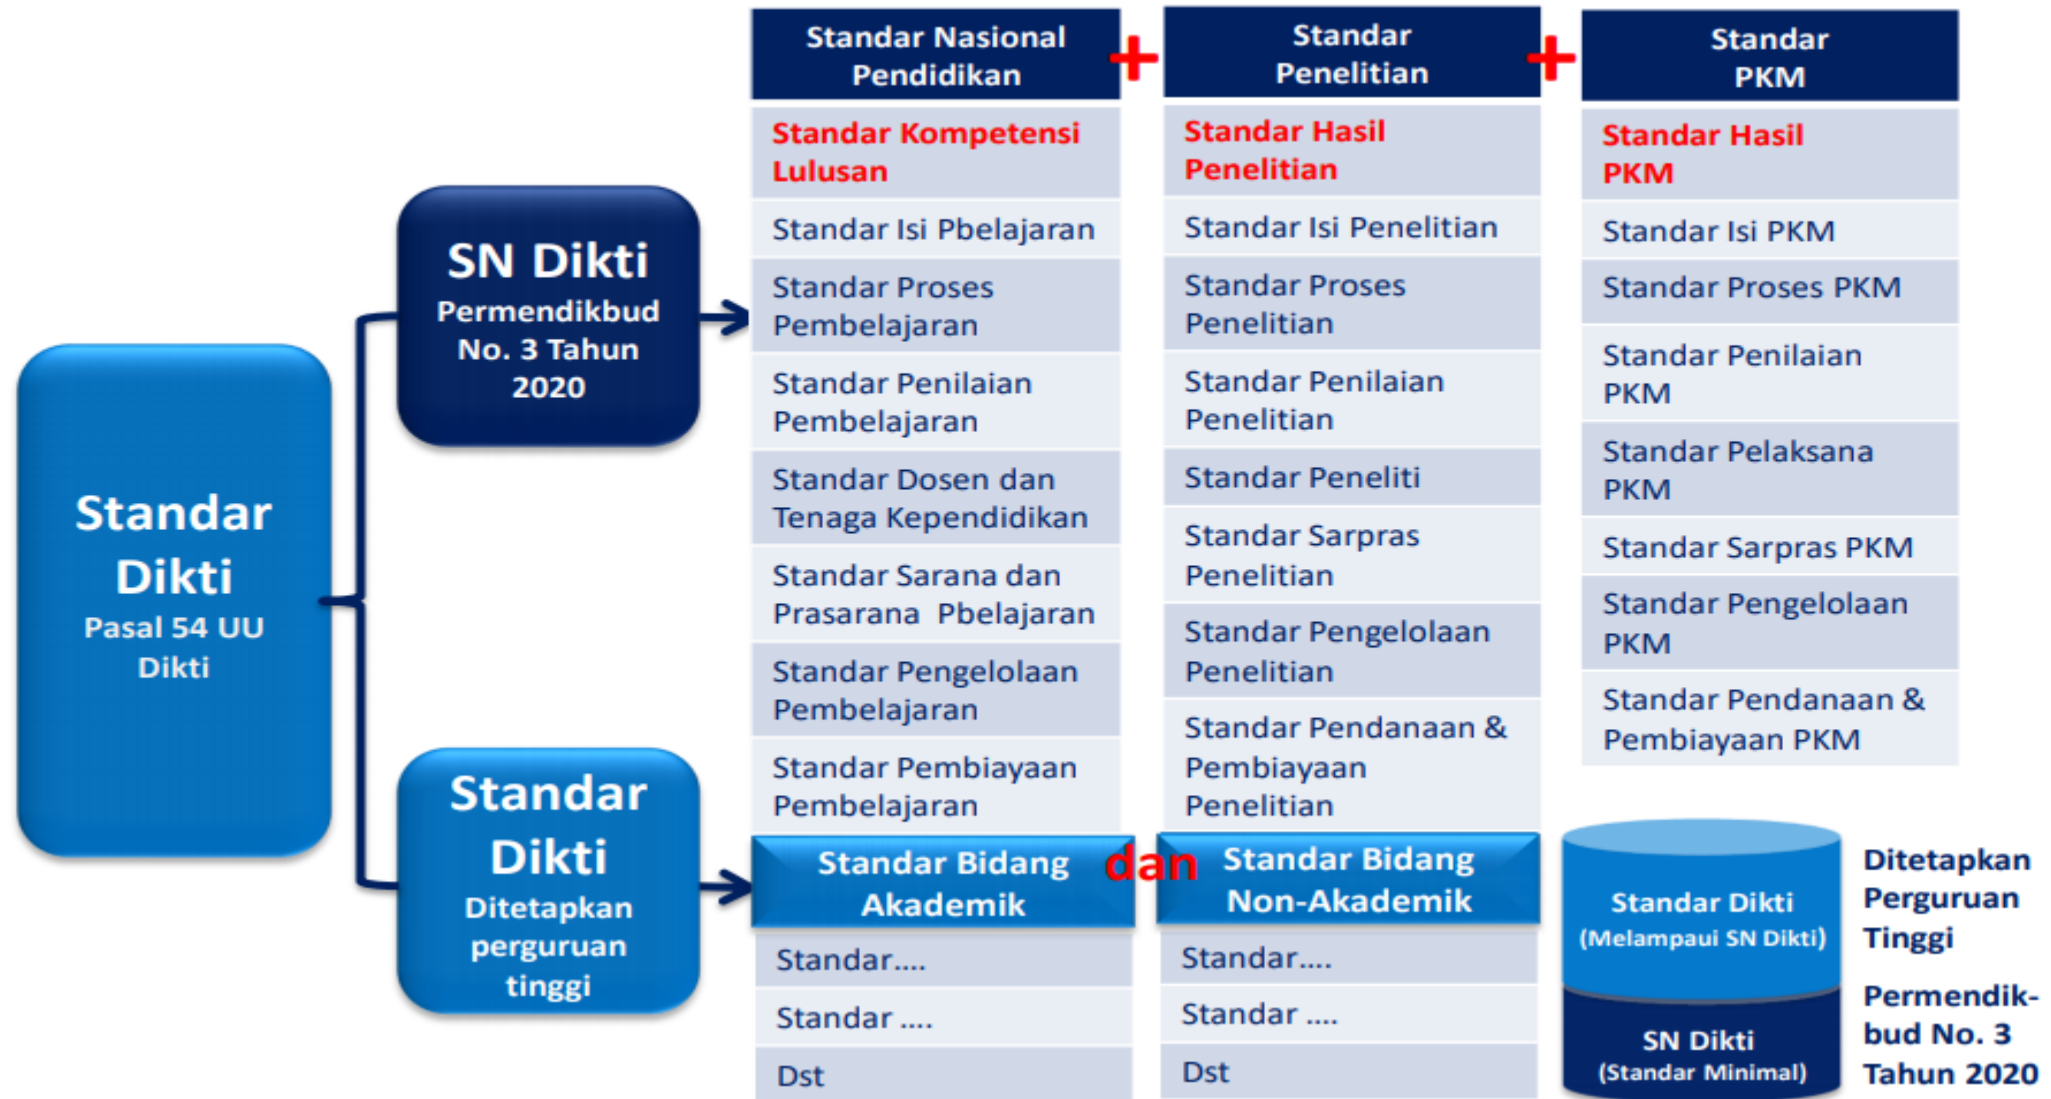 Standar
Dikti
Pasal 54 UU
Dikti
SN Dikti
Permendikbud
No. 3 Tahun
2020
Standar
Dikti
Ditetapkan
perguruan
tinggi
Standar Nasional
Pendidikan
Standar Kompetensi
Lulusan
Standar Isi Pbelajaran
Standar Proses
Pembelajaran
Standar Penilaian
Pembelajaran
Standar Dosen dan
Tenaga Kependidikan
Standar Sarana dan
Prasarana Pbelajaran
Standar Pengelolaan
Pembelajaran
Standar Pembiayaan
Pembelajaran
+
Standar
Penelitian
Standar Hasil
Penelitian
Standar Isi Penelitian
Standar Proses
Penelitian
Standar Penilaian
Penelitian
Standar Peneliti
Standar Sarpras
Penelitian
Standar Pengelolaan
Penelitian
Standar Pendanaan &
Pembiayaan
Penelitian
+
Standar
PKM
Standar Hasil
PKM
Standar Isi PKM
Standar Proses PKM
Standar Penilaian
PKM
Standar Pelaksana
PKM
Standar Sarpras PKM
Standar Pengelolaan
PKM
Standar Pendanaan &
Pembiayaan PKM
Standar Bidang
Akademik
Standar....
Standar ....
Dst
dan
Standar Bidang
Non-Akademik
Standar....
Standar ....
Dst
Standar Dikti
(Melampaui SN Dikti)
SN Dikti
(Standar Minimal)
Ditetapkan
Perguruan
Tinggi
Permendik-
bud No. 3
Tahun 2020